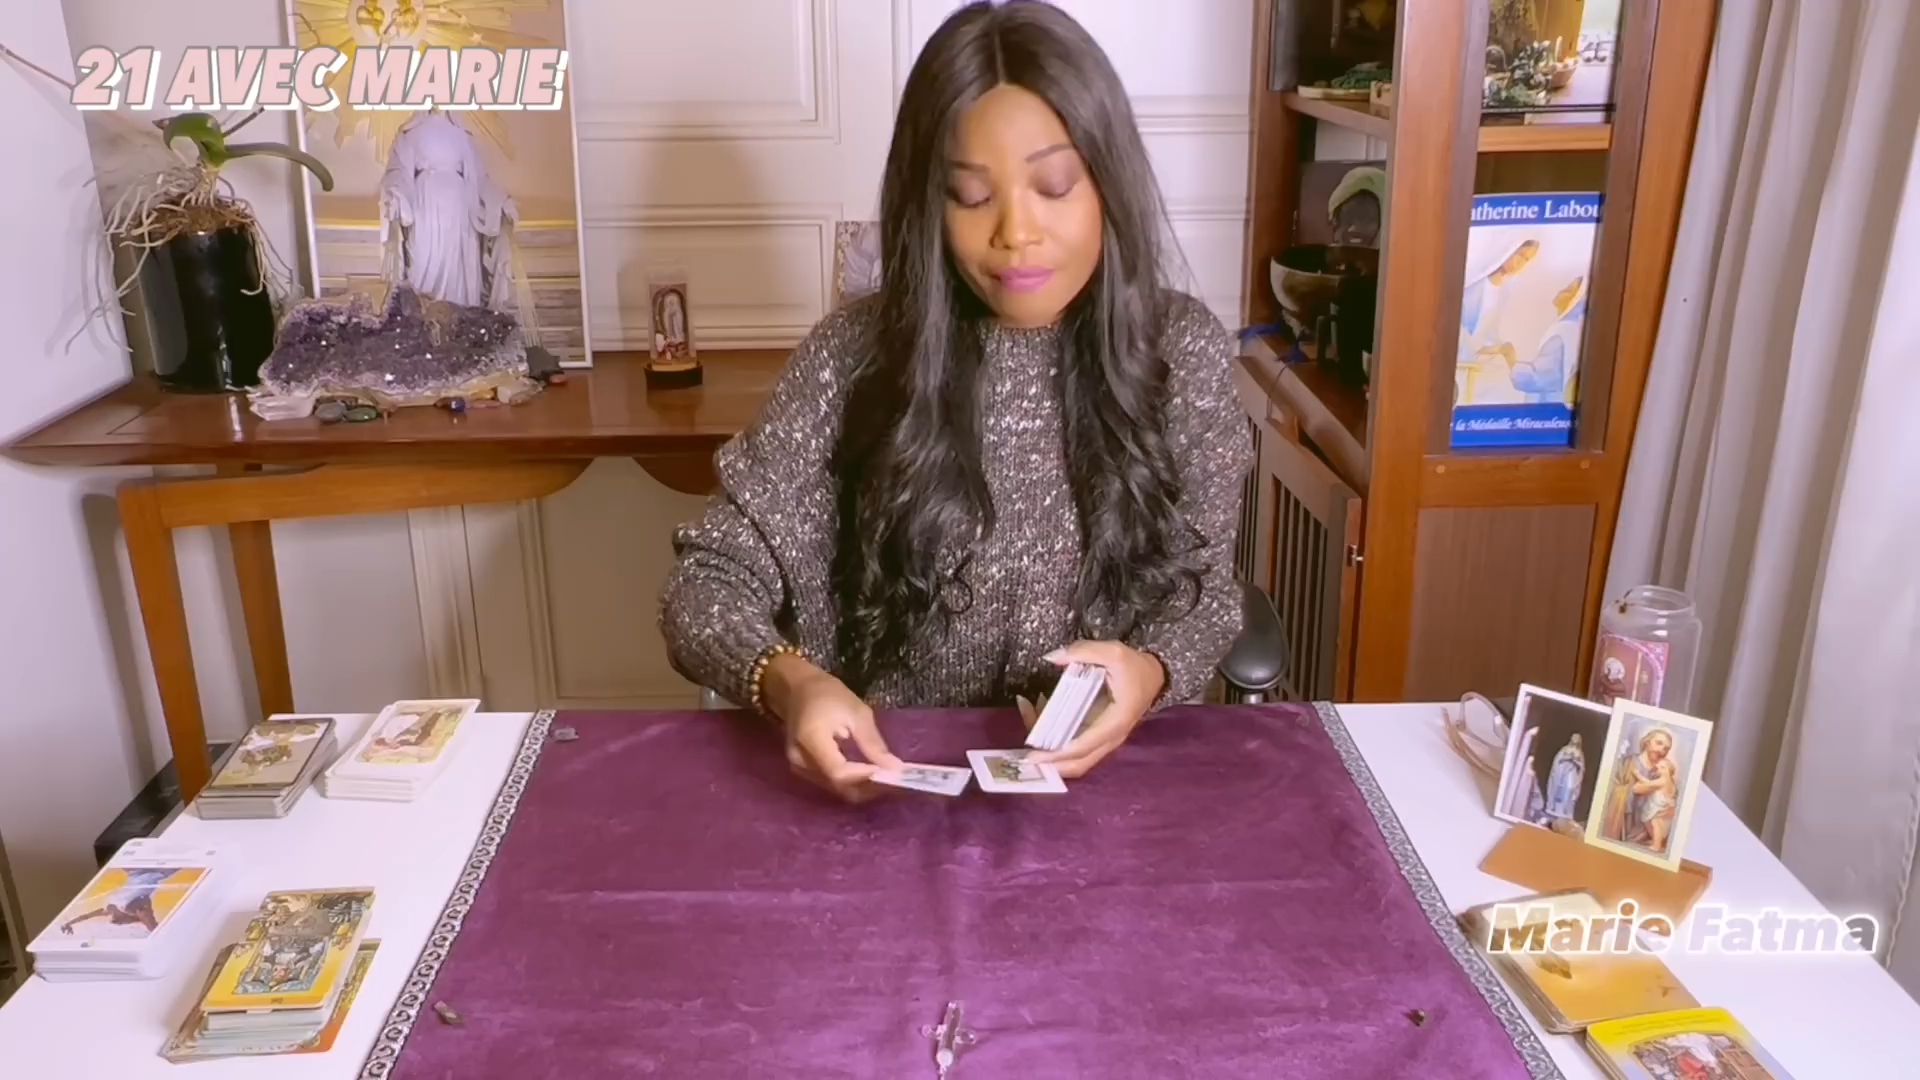 21 AVEC MARIE
atherine Labou
la Médaille Miraculeuse
Marie Fatma